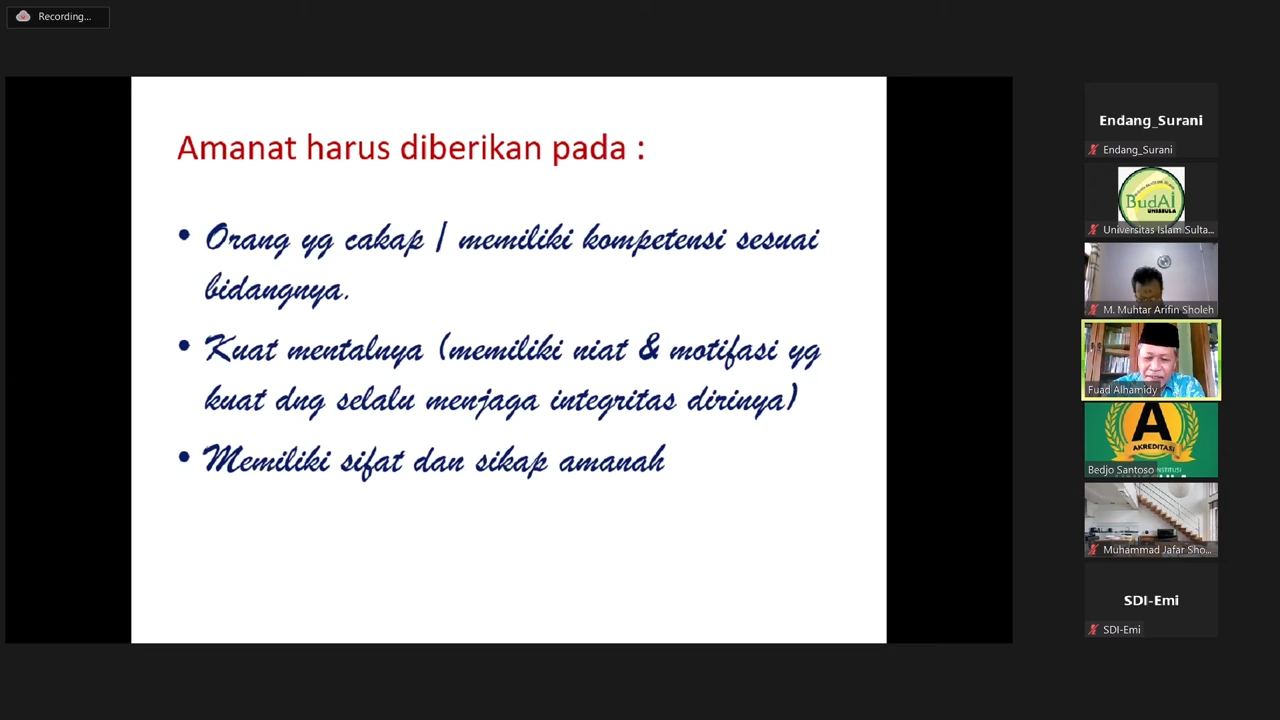 Recording...
Amanat harus diberikan pada :
• Orang yg cakap / memiliki kompetensi sesuai
bidangnya.
• Kuat mentalnya (memiliki niat & motifasi yg
kuat dng selalu menjaga integritas dirinya)
• Memiliki sifat dan sikap amanah
Endang_Surani
Endang_Surani
BudAI
UNISSULA
Universitas Islam Sulta...
M. Muhtar Arifin Sholeh
Fuad Alhamidy
A
AKREDITASI
Bedjo Santoso
Muhammad Jafar Sho...
SDI-Emi
SDI-Emi